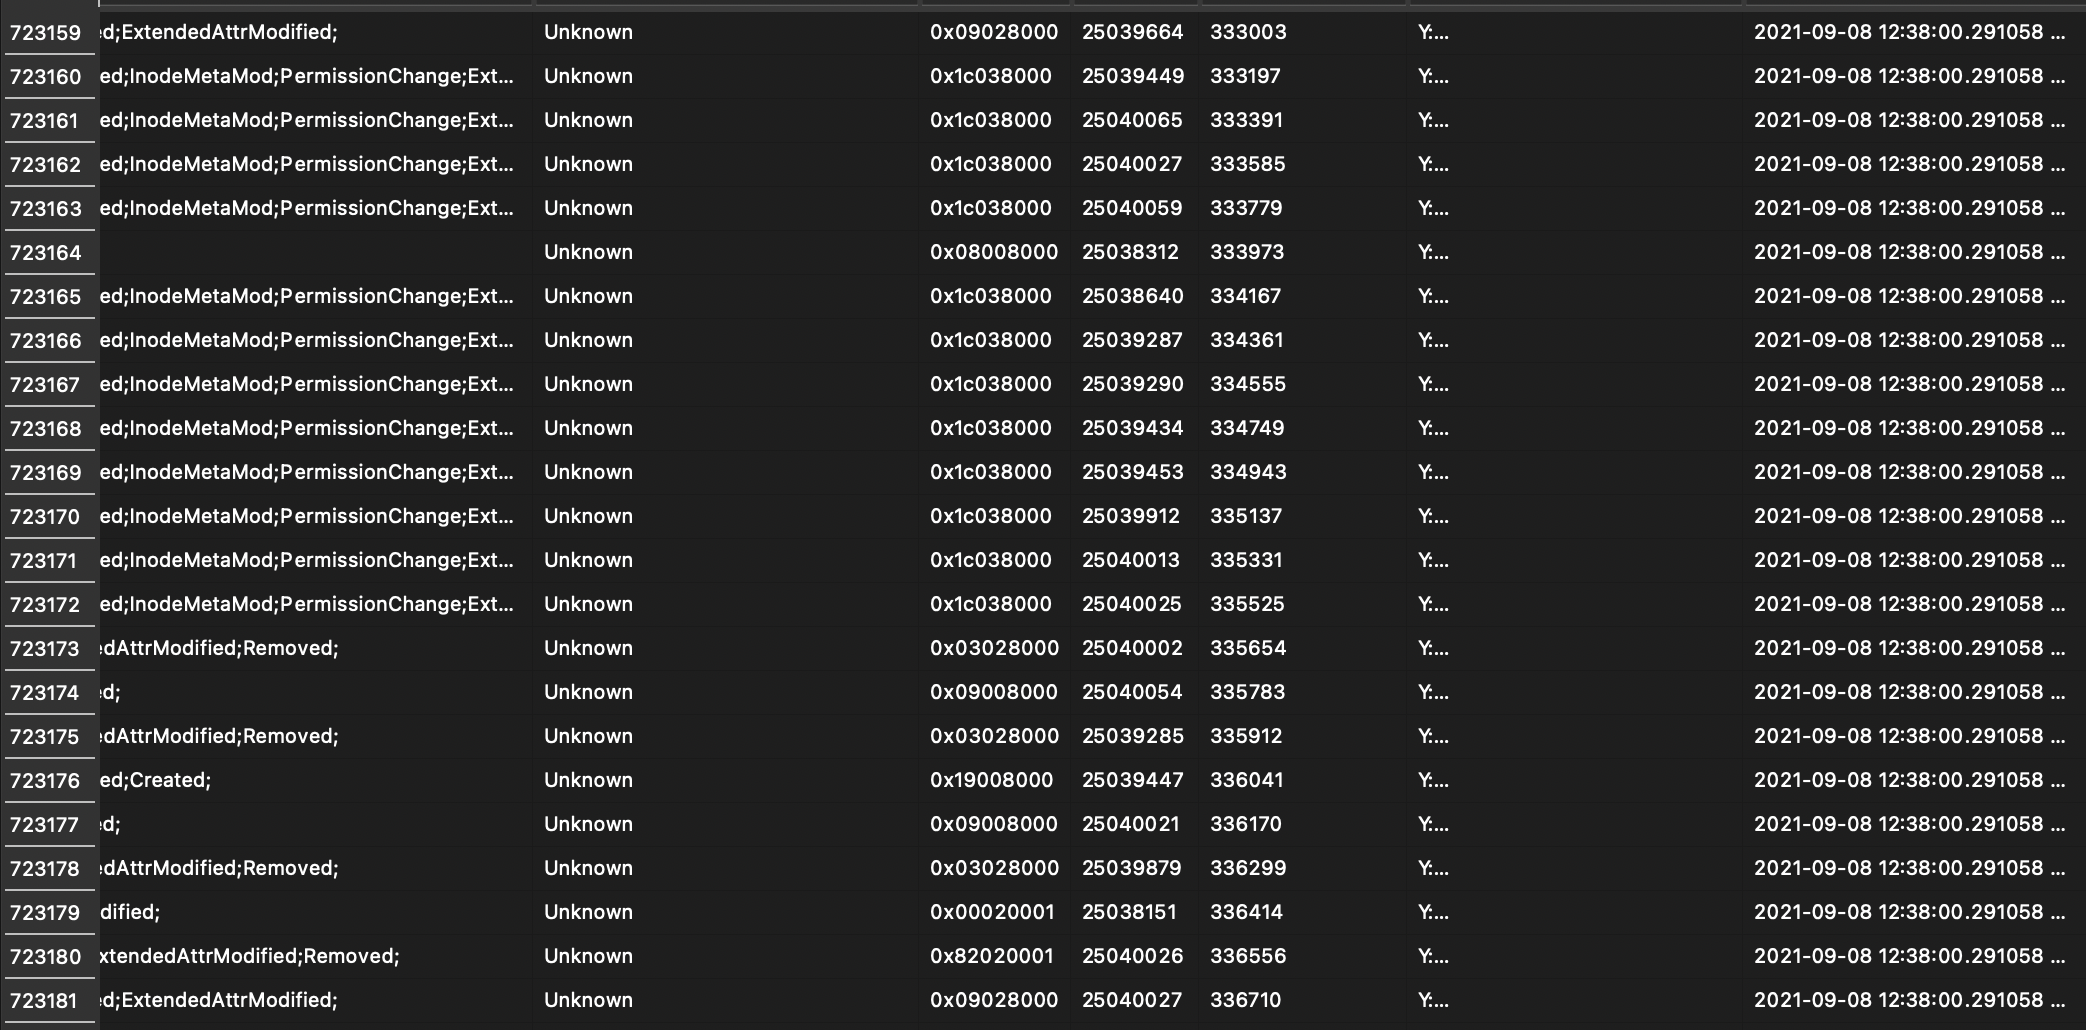 723159 ed;ExtendedAttrModified; Unknown 0x09028000 25039664 333003 Y:... 2021-09-08 12:38:00.291058 ...
723160 ed;InodeMetaMod;PermissionChange;Ext... Unknown 0x1c038000 25039449 333197 Y:... 2021-09-08 12:38:00.291058 ...
723161 ed;InodeMetaMod;PermissionChange;Ext... Unknown 0x1c038000 25040065 333391 Y:... 2021-09-08 12:38:00.291058 ...
723162 ed;InodeMetaMod;PermissionChange;Ext... Unknown 0x1c038000 25040027 333585 Y:... 2021-09-08 12:38:00.291058 ...
723163 ed;InodeMetaMod;PermissionChange;Ext... Unknown 0x1c038000 25040059 333779 Y:... 2021-09-08 12:38:00.291058 ...
723164 Unknown 0x08008000 25038312 333973 Y:... 2021-09-08 12:38:00.291058 ...
723165 ed;InodeMetaMod;PermissionChange;Ext... Unknown 0x1c038000 25038640 334167 Y:... 2021-09-08 12:38:00.291058 ...
723166 ed;InodeMetaMod;PermissionChange;Ext... Unknown 0x1c038000 25039287 334361 Y:... 2021-09-08 12:38:00.291058 ...
723167 ed;InodeMetaMod;PermissionChange;Ext... Unknown 0x1c038000 25039290 334555 Y:... 2021-09-08 12:38:00.291058 ...
723168 ed;InodeMetaMod;PermissionChange;Ext... Unknown 0x1c038000 25039434 334749 Y:... 2021-09-08 12:38:00.291058 ...
723169 ed;InodeMetaMod;PermissionChange;Ext... Unknown 0x1c038000 25039453 334943 Y:... 2021-09-08 12:38:00.291058 ...
723170 ed;InodeMetaMod;PermissionChange;Ext... Unknown 0x1c038000 25039912 335137 Y:... 2021-09-08 12:38:00.291058 ...
723171 ed;InodeMetaMod;PermissionChange;Ext... Unknown 0x1c038000 25040013 335331 Y:... 2021-09-08 12:38:00.291058 ...
723172 ed;InodeMetaMod;PermissionChange;Ext... Unknown 0x1c038000 25040025 335525 Y:... 2021-09-08 12:38:00.291058 ...
723173 edAttrModified;Removed; Unknown 0x03028000 25040002 335654 Y:... 2021-09-08 12:38:00.291058 ...
723174 ed; Unknown 0x09008000 25040054 335783 Y:... 2021-09-08 12:38:00.291058 ...
723175 edAttrModified;Removed; Unknown 0x03028000 25039285 335912 Y:... 2021-09-08 12:38:00.291058 ...
723176 ed;Created; Unknown 0x19008000 25039447 336041 Y:... 2021-09-08 12:38:00.291058 ...
723177 ed; Unknown 0x09008000 25040021 336170 Y:... 2021-09-08 12:38:00.291058 ...
723178 edAttrModified;Removed; Unknown 0x03028000 25039879 336299 Y:... 2021-09-08 12:38:00.291058 ...
723179 dified; Unknown 0x00020001 25038151 336414 Y:... 2021-09-08 12:38:00.291058 ...
723180 xtendedAttrModified;Removed; Unknown 0x82020001 25040026 336556 Y:... 2021-09-08 12:38:00.291058 ...
723181 ed;ExtendedAttrModified; Unknown 0x09028000 25040027 336710 Y:... 2021-09-08 12:38:00.291058 ...